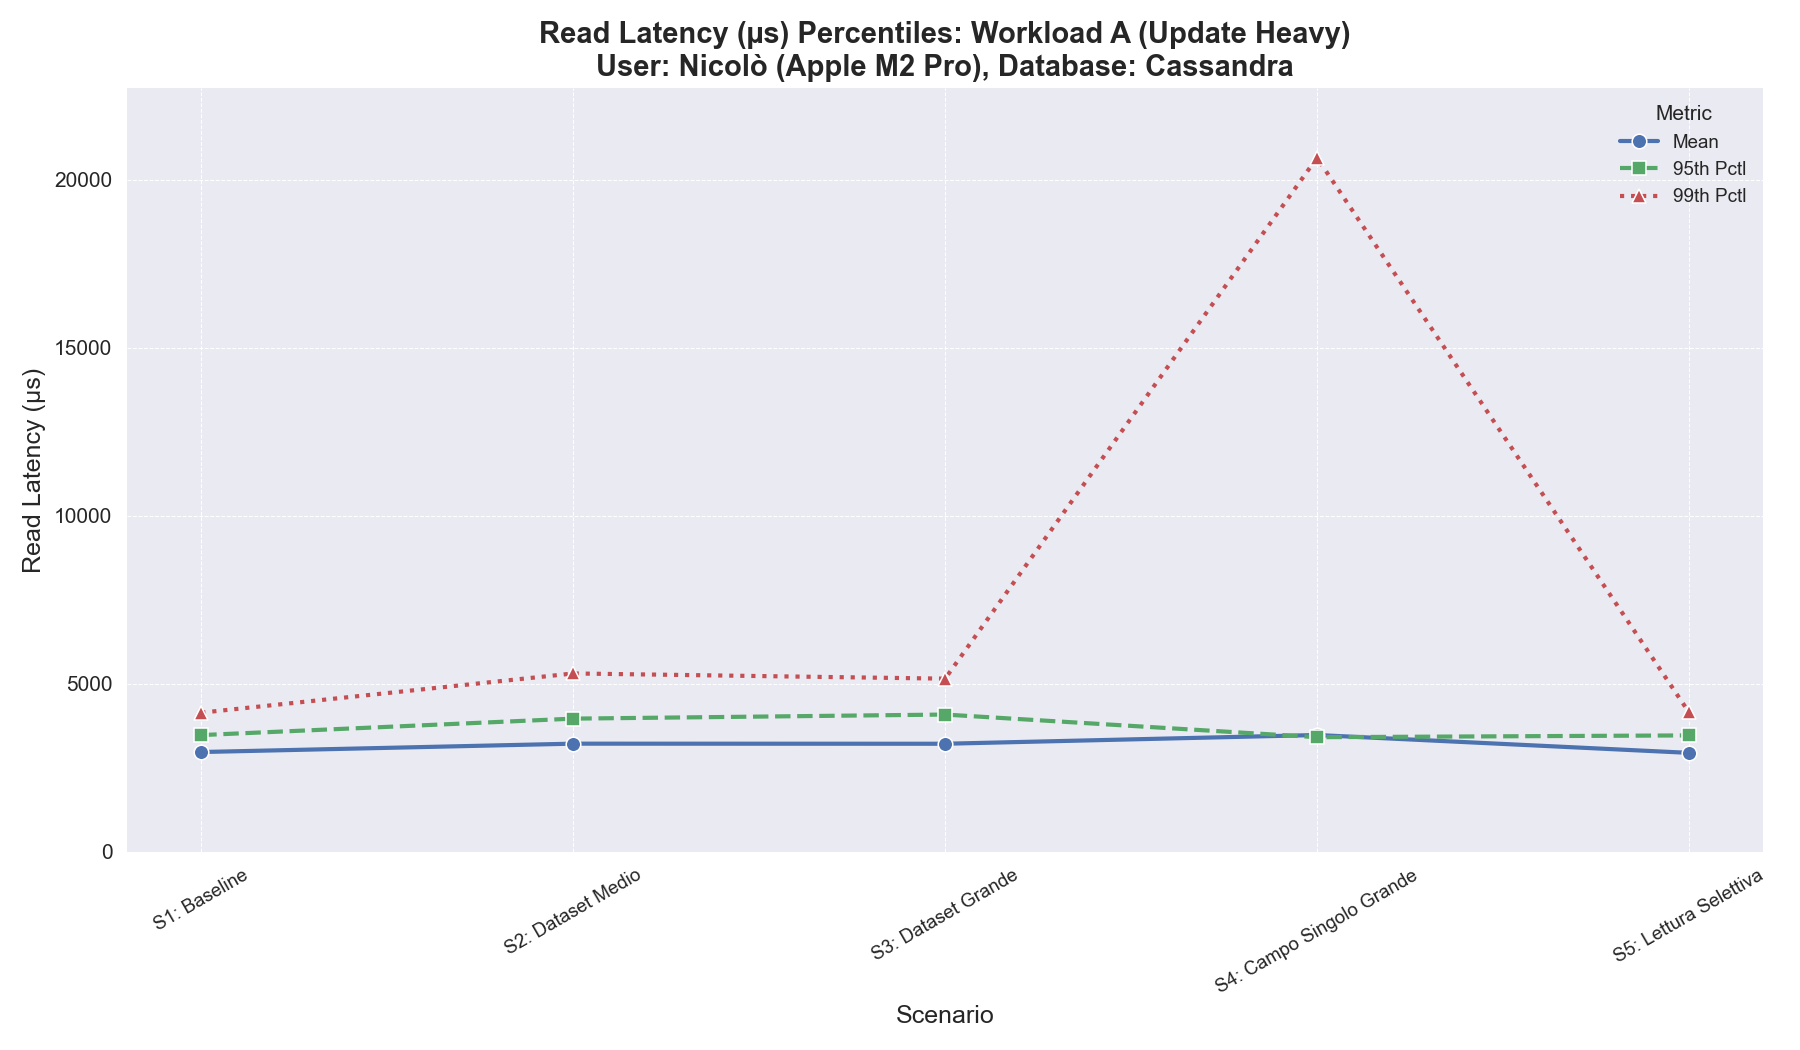 Read Latency (µs) Percentiles: Workload A (Update Heavy)
User: Nicolò (Apple M2 Pro), Database: Cassandra
Metric
Mean
95th Pctl
99th Pctl
Read Latency (µs)
20000
15000
10000
5000
0
S1: Baseline
S2: Dataset Medio
S3: Dataset Grande
S4: Campo Singolo Grande
S5: Lettura Selettiva
Scenario